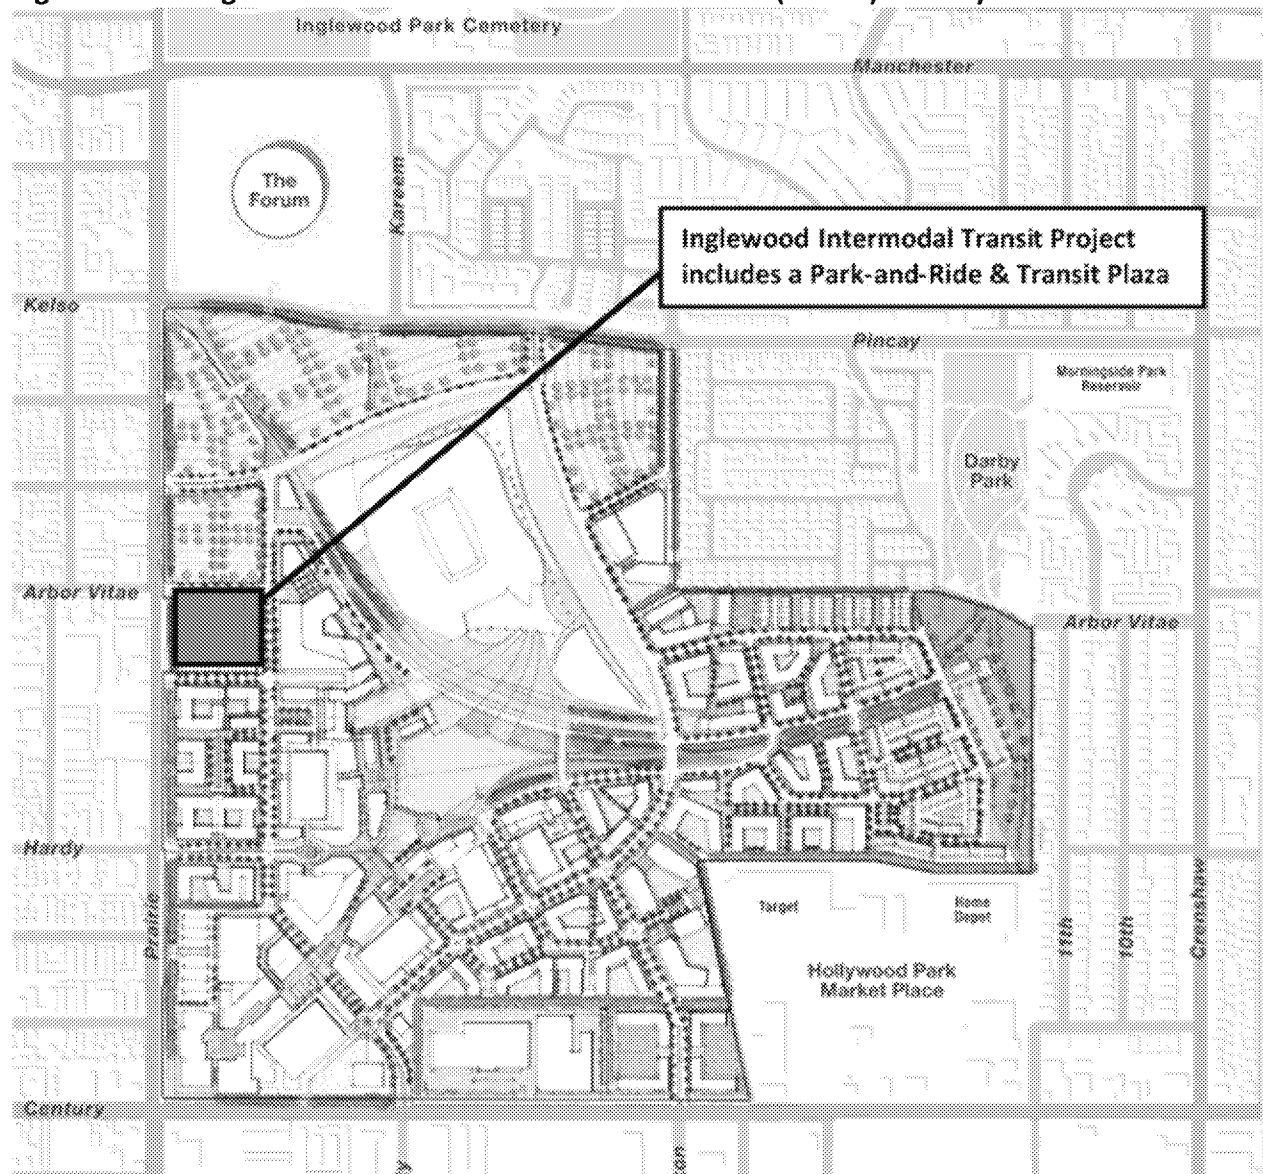 Inglewood Park Cemetery
Manchester
The
Forum
Kareem
Inglewood Intermodal Transit Project
includes a Park-and-Ride & Transit Plaza
Kelso
Pincay
Morningside Park
Reservoir
Darby
Park
Arbor Vitae
Arbor Vitae
Hardy
Prairie
Target
Home
Depot
11th
10th
Crenshaw
Hollywood Park
Market Place
Century